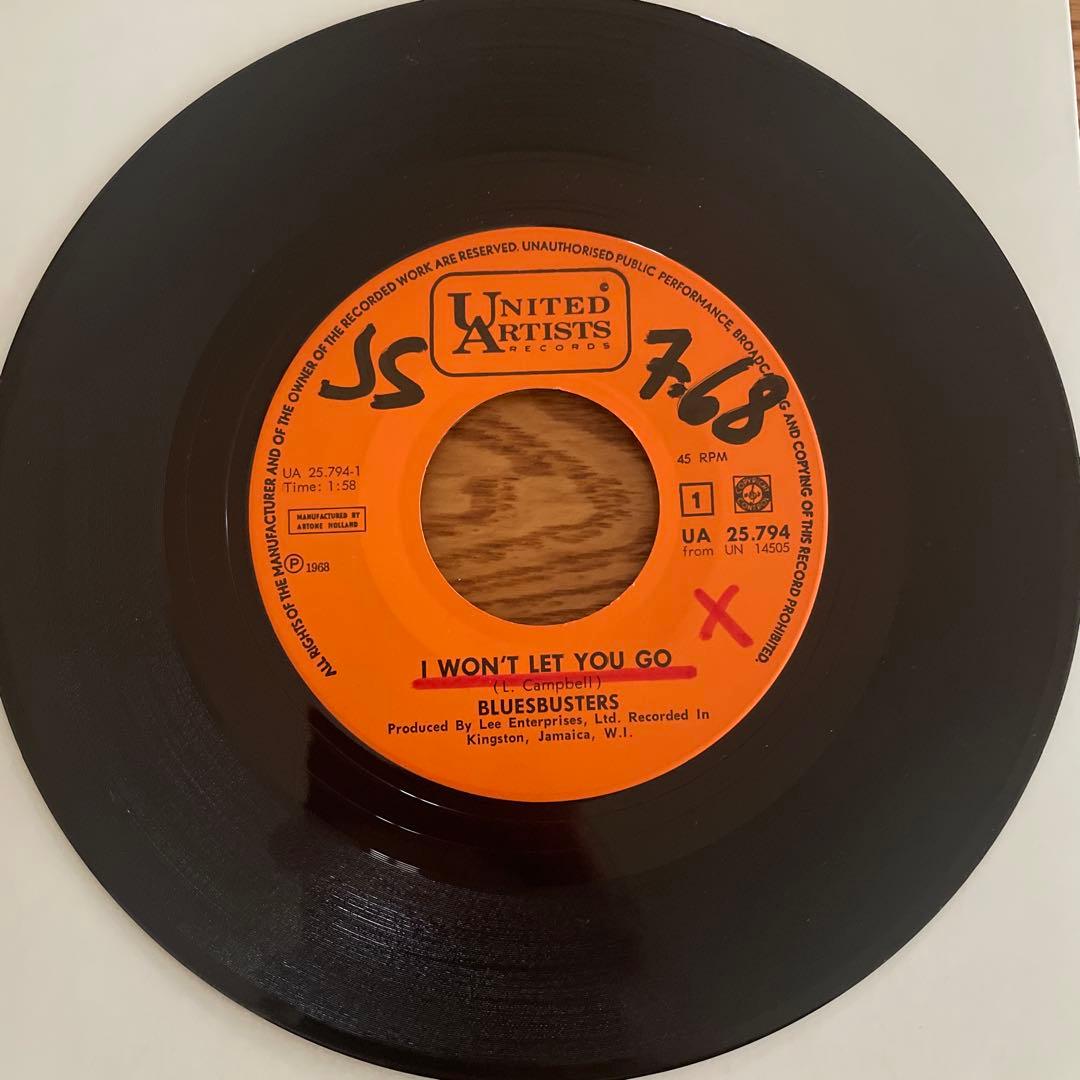 ALL RIGHTS OF THE MANUFACTURER AND OF THE OWNER OF THE RECORDED WORK ARE RESERVED. UNAUTHORISED PUBLIC PERFORMANCE, BROADCASTING AND COPYING OF THIS RECORD PROHIBITED.
UNITED
ARTISTS
RECORDS
JS
7.68
UA 25.794-1
Time: 1:58
MANUFACTURED BY
ARTONE HOLLAND
℗ 1968
45 RPM
1
UA 25.794
from UN 14505
X
I WON'T LET YOU GO
(L. Campbell)
BLUESBUSTERS
Produced By Lee Enterprises, Ltd. Recorded In
Kingston, Jamaica, W.I.